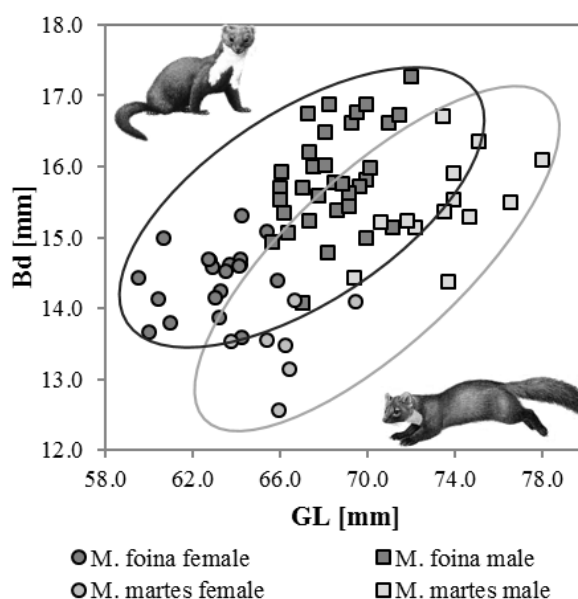 18.0
17.0
16.0
15.0
14.0
13.0
12.0
Bd [mm]
58.0 62.0 66.0 70.0 74.0 78.0
GL [mm]
M. foina female M. foina male
M. martes female M. martes male